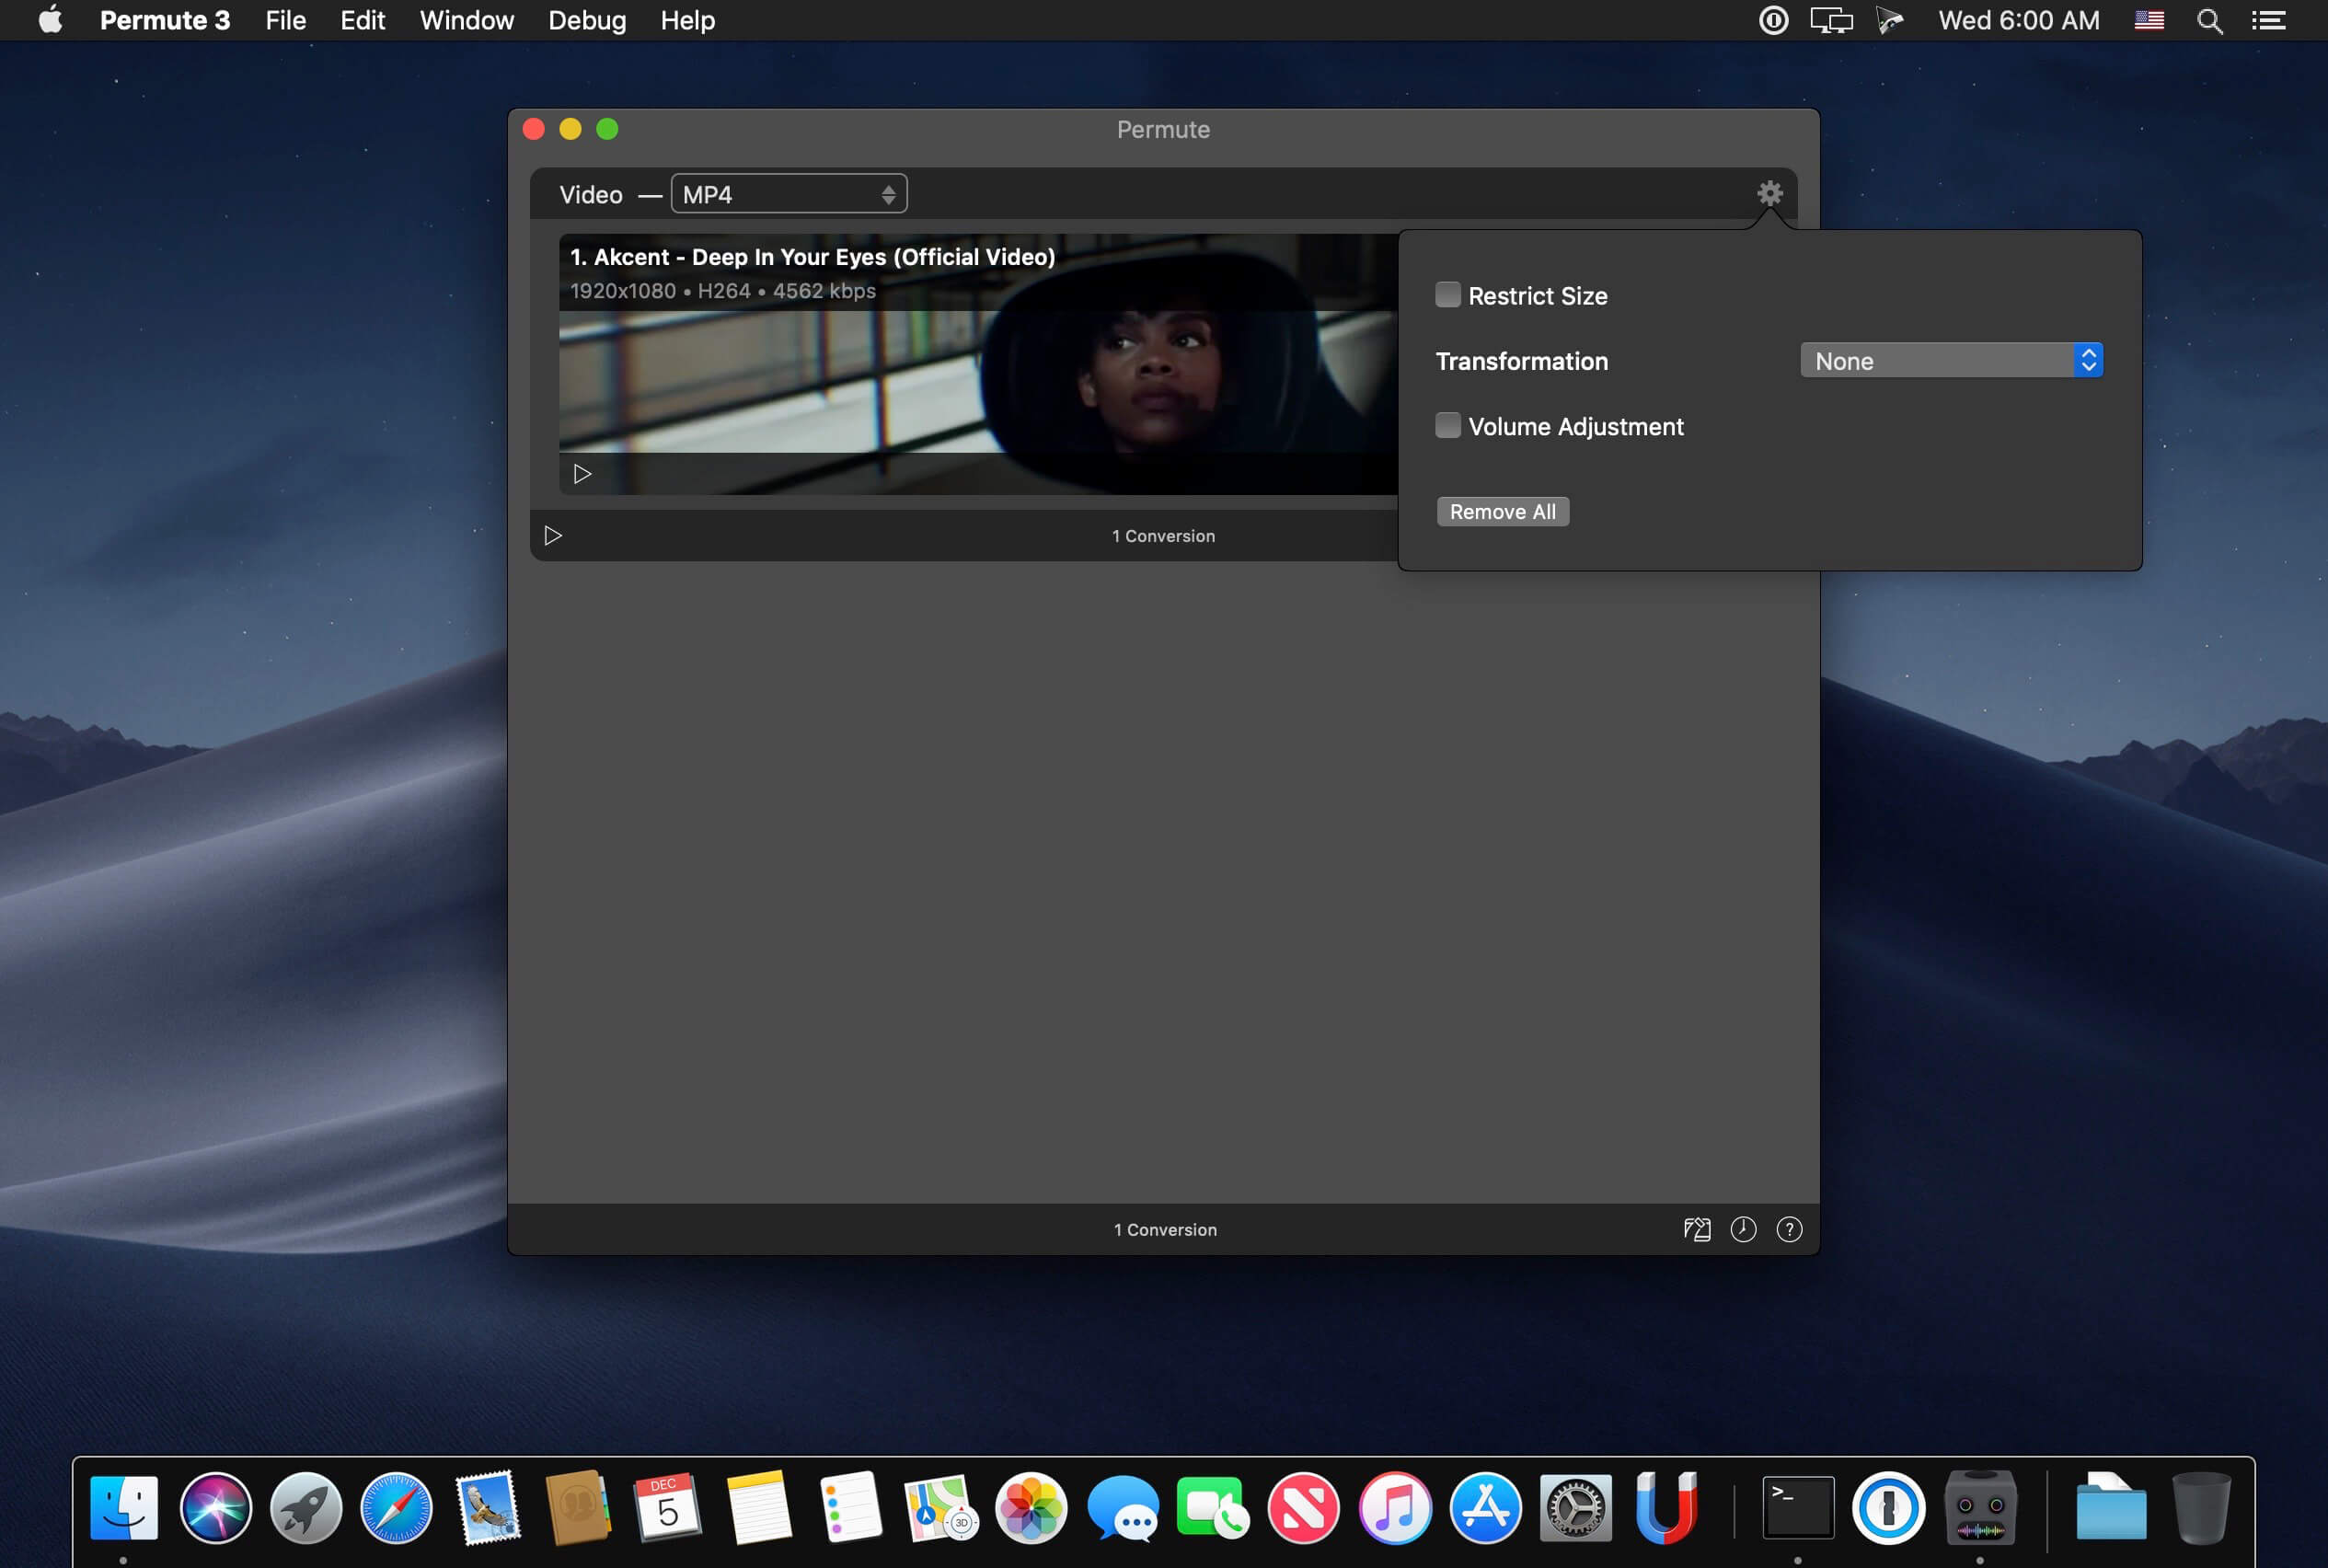 Permute 3 File Edit Window Debug Help Wed 6:00 AM
Permute
Video — MP4
1. Akcent - Deep In Your Eyes (Official Video)
1920x1080 • H264 • 4562 kbps
Restrict Size
Transformation None
Volume Adjustment
Remove All
1 Conversion
1 Conversion
?
DEC
5
3D
>_